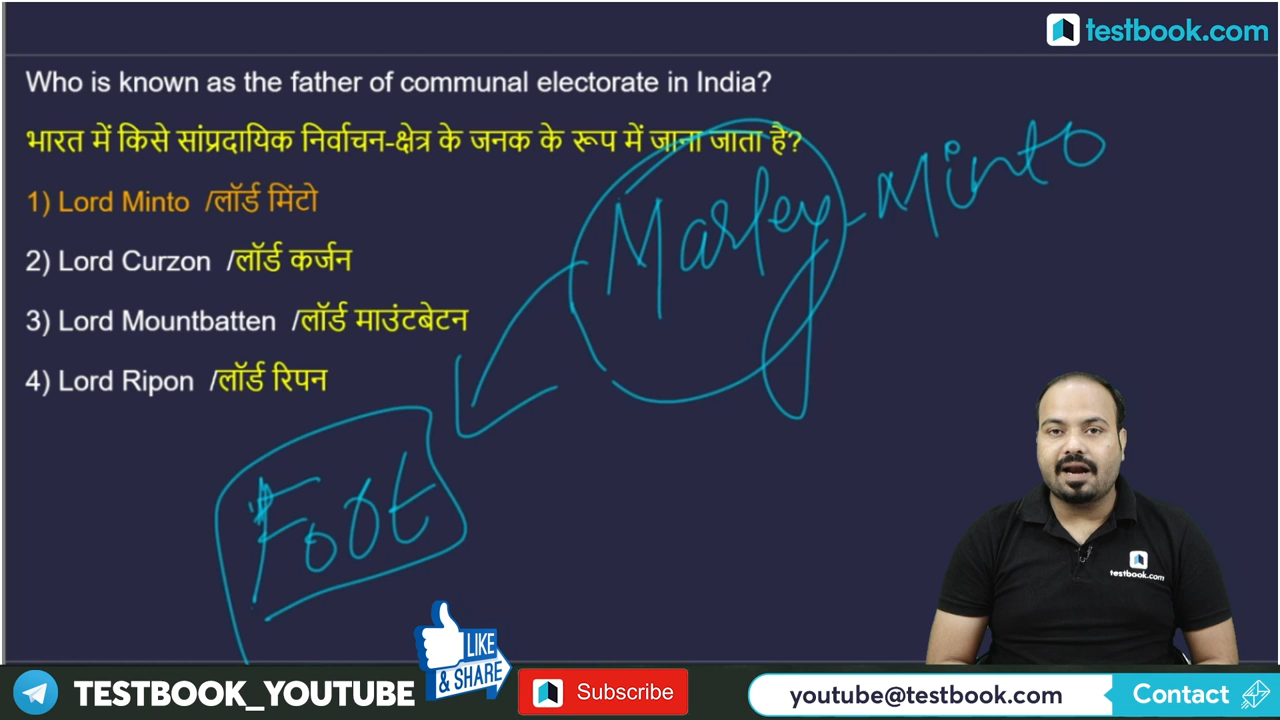 testbook.com
Who is known as the father of communal electorate in India?
भारत में किसे सांप्रदायिक निर्वाचन-क्षेत्र के जनक के रूप में जाना जाता है?
1) Lord Minto /लॉर्ड मिंटो
2) Lord Curzon /लॉर्ड कर्जन
3) Lord Mountbatten /लॉर्ड माउंटबेटन
4) Lord Ripon /लॉर्ड रिपन
Marley-Minto
Foot
testbook.com
LIKE
& SHARE
TESTBOOK_YOUTUBE
Subscribe
youtube@testbook.com
Contact